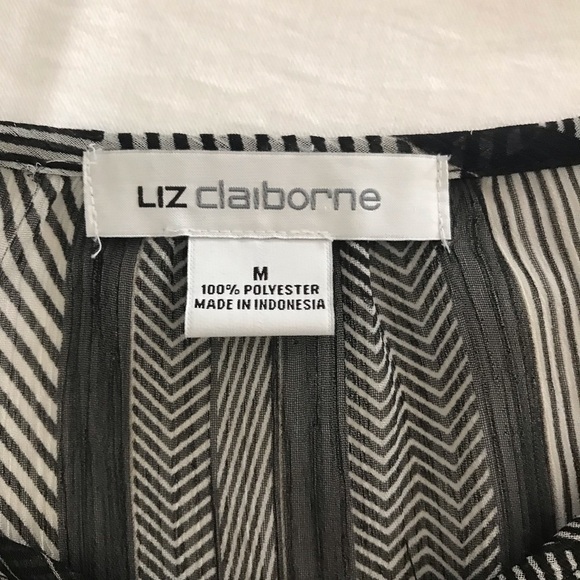 LIZ claiborne
M
100% POLYESTER
MADE IN INDONESIA